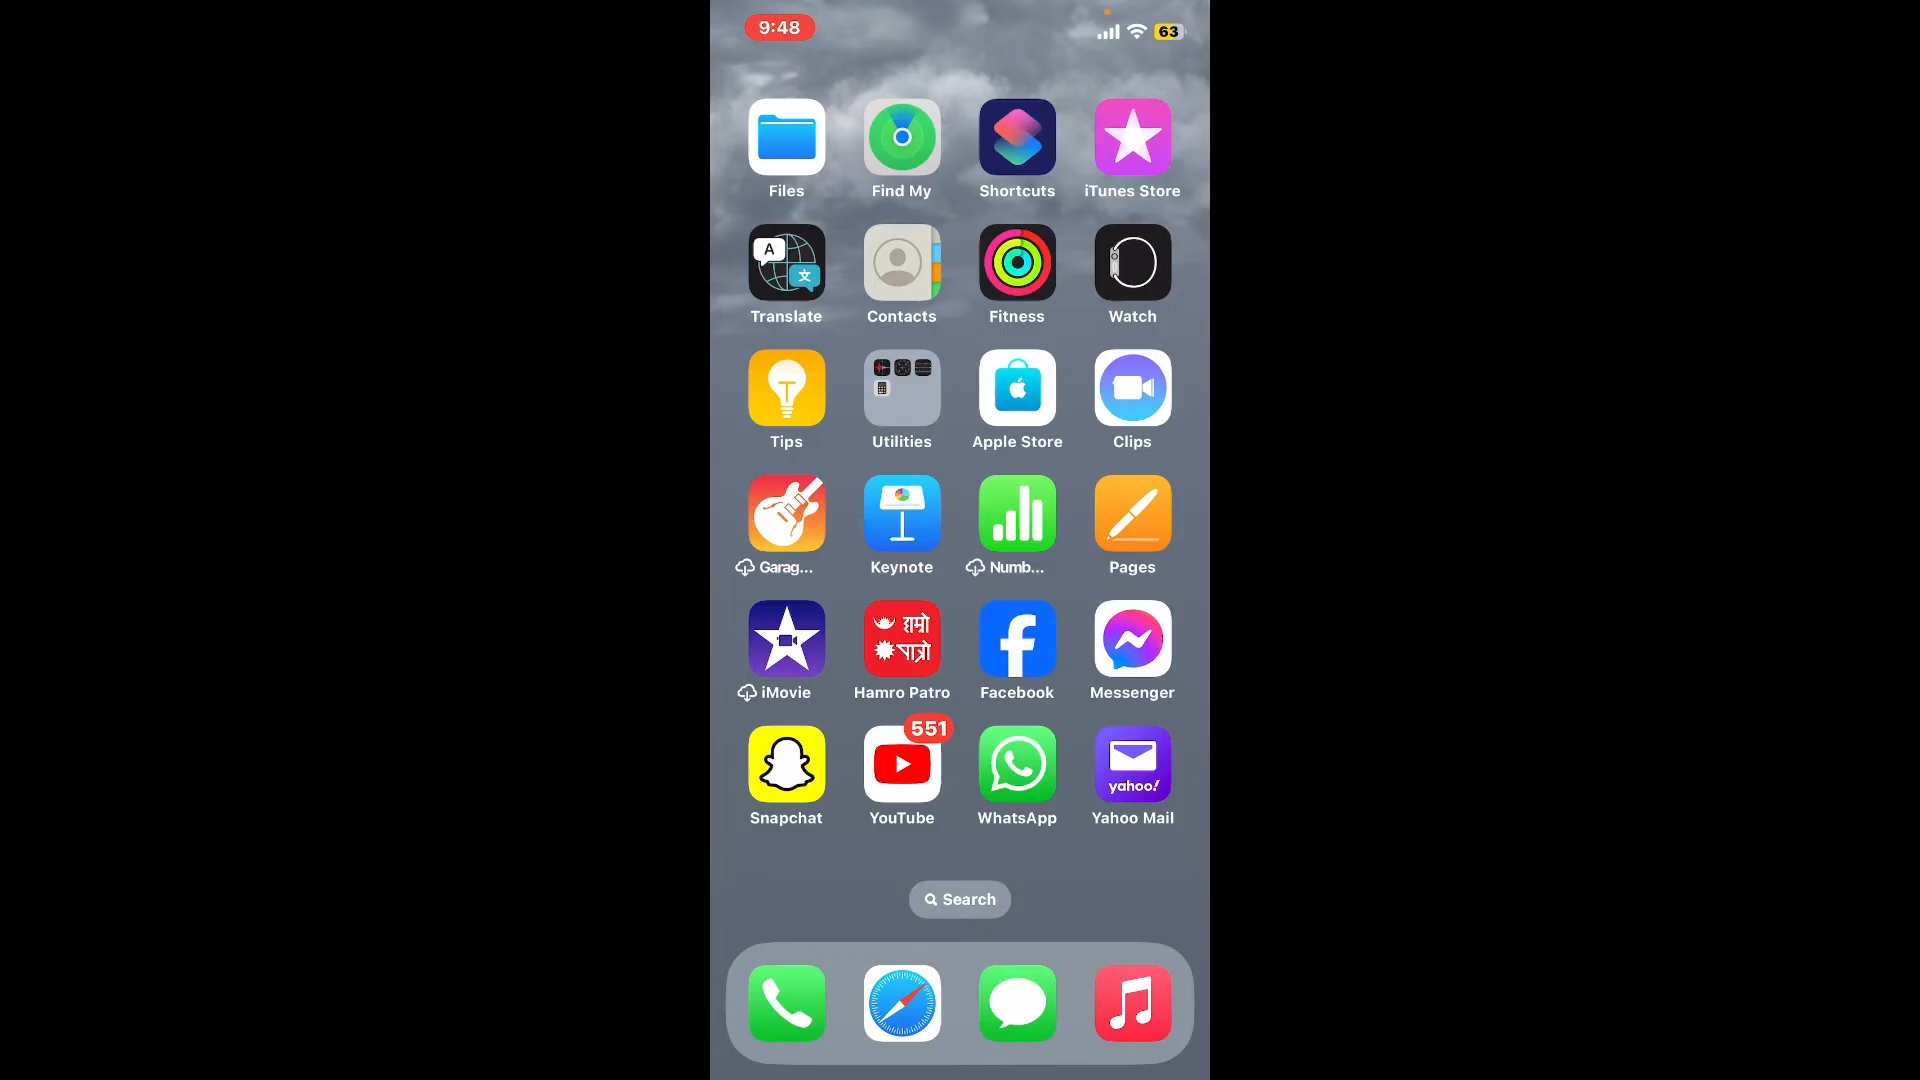 9:48
63
Files Find My Shortcuts iTunes Store
A 文
Translate Contacts Fitness Watch
Tips Utilities Apple Store Clips
Garag... Keynote Numb... Pages
हाम्रो
पात्रो
iMovie Hamro Patro Facebook Messenger
551
yahoo!
Snapchat YouTube WhatsApp Yahoo Mail
Search